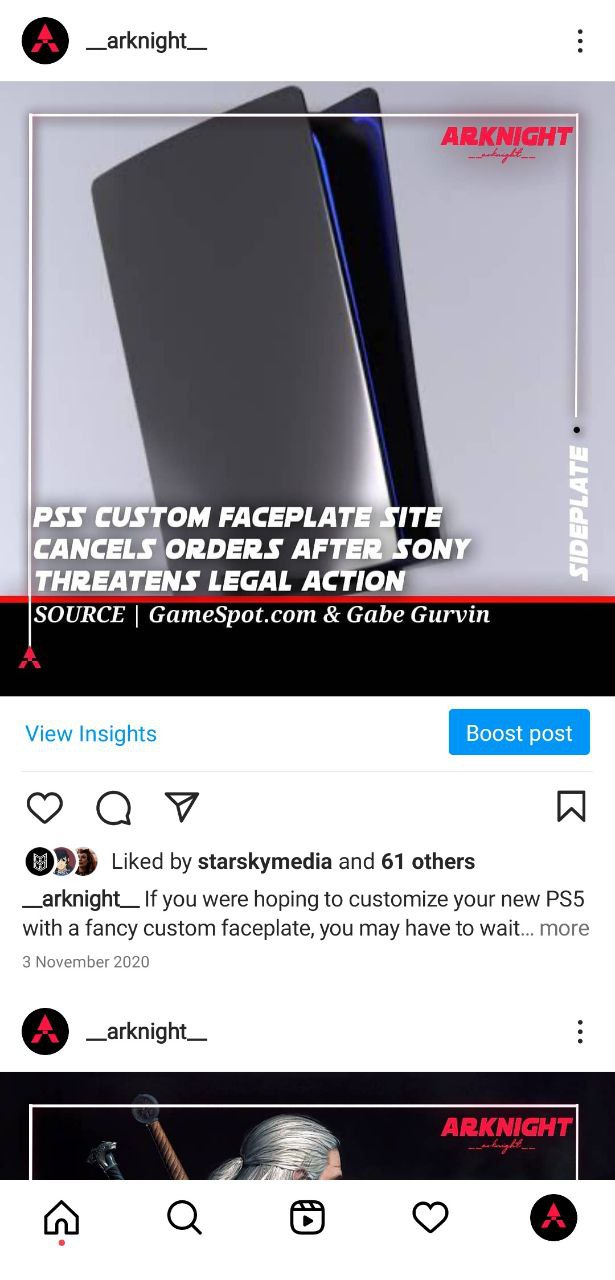 __arknight__
ARKNIGHT
__arknight__
SIDEPLATE
PS5 CUSTOM FACEPLATE SITE
CANCELS ORDERS AFTER SONY
THREATENS LEGAL ACTION
SOURCE | GameSpot.com & Gabe Gurvin
View Insights
Boost post
Liked by starskymedia and 61 others
__arknight__ If you were hoping to customize your new PS5
with a fancy custom faceplate, you may have to wait... more
3 November 2020
__arknight__
ARKNIGHT
__arknight__